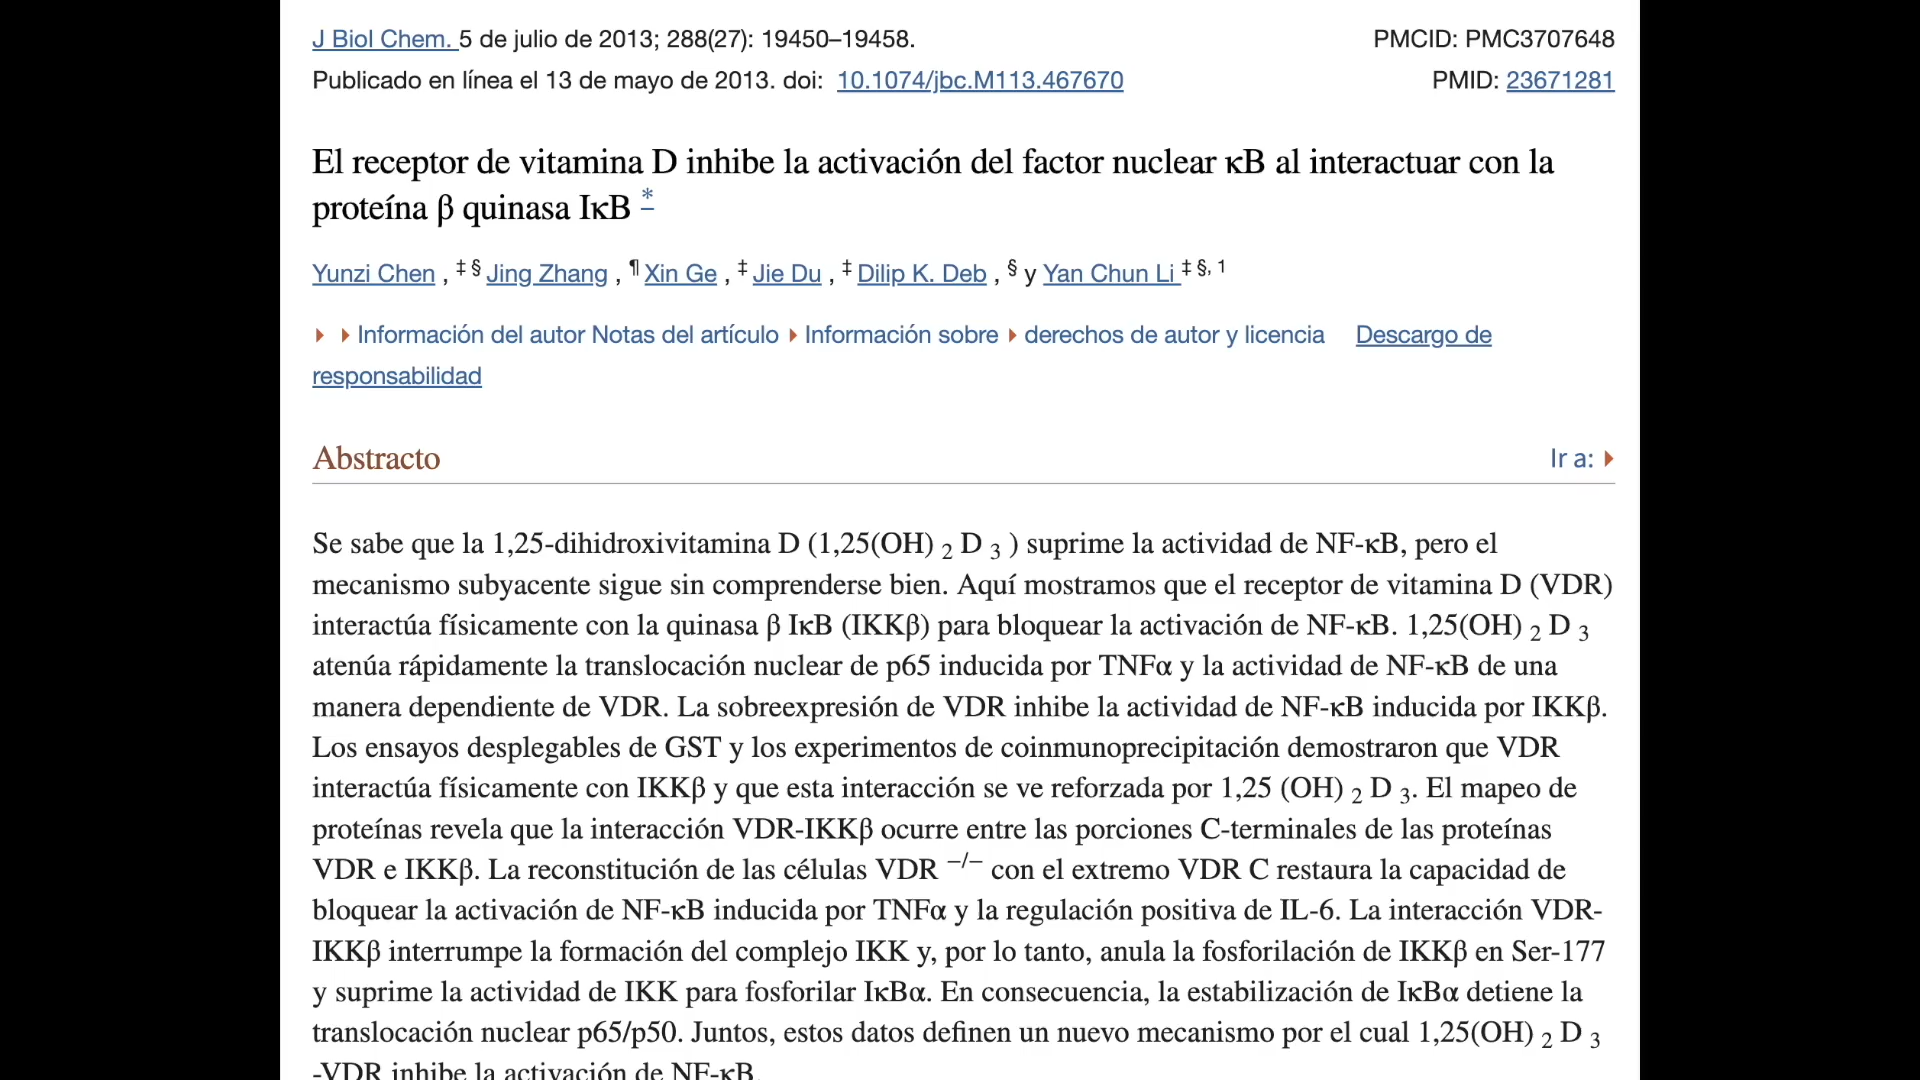 J Biol Chem. 5 de julio de 2013; 288(27): 19450–19458.
PMCID: PMC3707648
Publicado en línea el 13 de mayo de 2013. doi: 10.1074/jbc.M113.467670
PMID: 23671281
El receptor de vitamina D inhibe la activación del factor nuclear κB al interactuar con la
proteína β quinasa IκB *
Yunzi Chen , ‡ § Jing Zhang , ¶ Xin Ge , ‡ Jie Du , ‡ Dilip K. Deb , § y Yan Chun Li ‡ §, 1
Información del autor Notas del artículo Información sobre derechos de autor y licencia Descargo de
responsabilidad
Abstracto
Ir a:
Se sabe que la 1,25-dihidroxivitamina D (1,25(OH) 2 D 3 ) suprime la actividad de NF-κB, pero el
mecanismo subyacente sigue sin comprenderse bien. Aquí mostramos que el receptor de vitamina D (VDR)
interactúa físicamente con la quinasa β IκB (IKKβ) para bloquear la activación de NF-κB. 1,25(OH) 2 D 3
atenúa rápidamente la translocación nuclear de p65 inducida por TNFα y la actividad de NF-κB de una
manera dependiente de VDR. La sobreexpresión de VDR inhibe la actividad de NF-κB inducida por IKKβ.
Los ensayos desplegables de GST y los experimentos de coinmunoprecipitación demostraron que VDR
interactúa físicamente con IKKβ y que esta interacción se ve reforzada por 1,25 (OH) 2 D 3. El mapeo de
proteínas revela que la interacción VDR-IKKβ ocurre entre las porciones C-terminales de las proteínas
VDR e IKKβ. La reconstitución de las células VDR −/− con el extremo VDR C restaura la capacidad de
bloquear la activación de NF-κB inducida por TNFα y la regulación positiva de IL-6. La interacción VDR-
IKKβ interrumpe la formación del complejo IKK y, por lo tanto, anula la fosforilación de IKKβ en Ser-177
y suprime la actividad de IKK para fosforilar IκBα. En consecuencia, la estabilización de IκBα detiene la
translocación nuclear p65/p50. Juntos, estos datos definen un nuevo mecanismo por el cual 1,25(OH) 2 D 3
-VDR inhibe la activación de NF-κB.